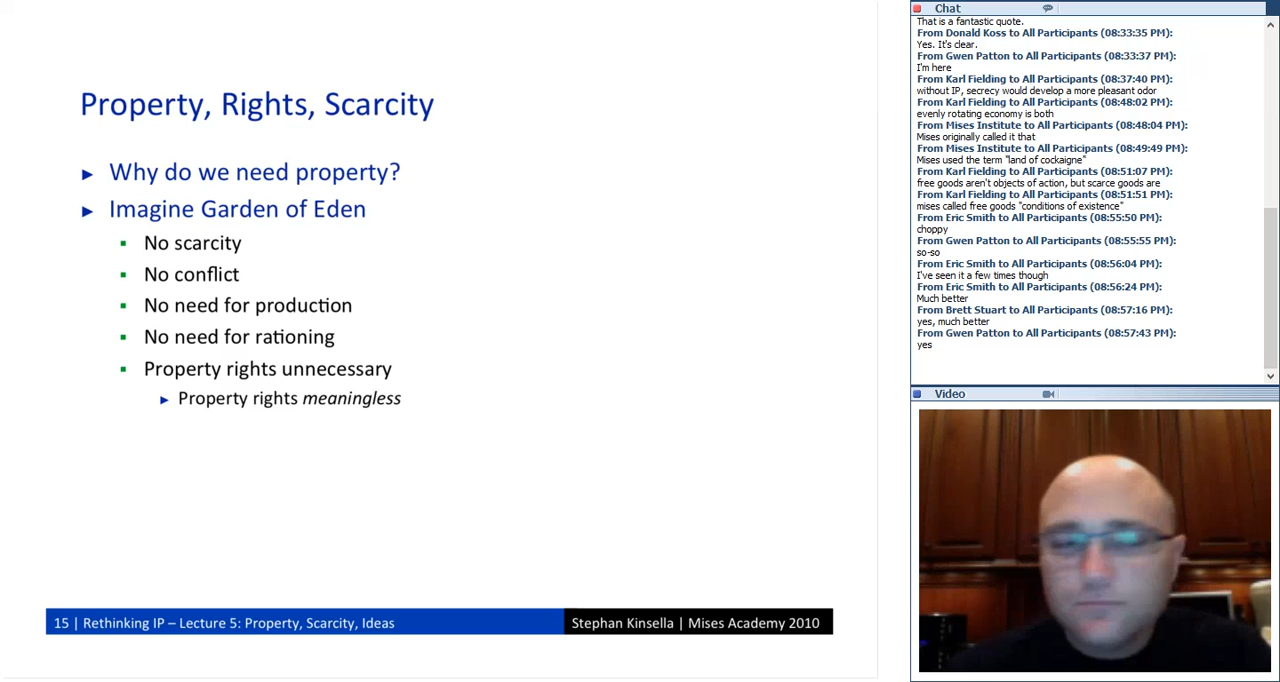 Property, Rights, Scarcity
Why do we need property?
Imagine Garden of Eden
No scarcity
No conflict
No need for production
No need for rationing
Property rights unnecessary
Property rights meaningless
15 | Rethinking IP – Lecture 5: Property, Scarcity, Ideas
Stephan Kinsella | Mises Academy 2010
Chat
That is a fantastic quote.
From Donald Koss to All Participants (08:33:35 PM):
Yes. It's clear.
From Gwen Patton to All Participants (08:33:37 PM):
I'm here
From Karl Fielding to All Participants (08:37:40 PM):
without IP, secrecy would develop a more pleasant odor
From Karl Fielding to All Participants (08:48:02 PM):
evenly rotating economy is both
From Mises Institute to All Participants (08:48:04 PM):
Mises originally called it that
From Mises Institute to All Participants (08:49:49 PM):
Mises used the term "land of cockaigne"
From Karl Fielding to All Participants (08:51:07 PM):
free goods aren't objects of action, but scarce goods are
From Karl Fielding to All Participants (08:51:51 PM):
mises called free goods "conditions of existence"
From Eric Smith to All Participants (08:55:50 PM):
choppy
From Gwen Patton to All Participants (08:55:55 PM):
so-so
From Eric Smith to All Participants (08:56:04 PM):
I've seen it a few times though
From Eric Smith to All Participants (08:56:24 PM):
Much better
From Brett Stuart to All Participants (08:57:16 PM):
yes, much better
From Gwen Patton to All Participants (08:57:43 PM):
yes
Video